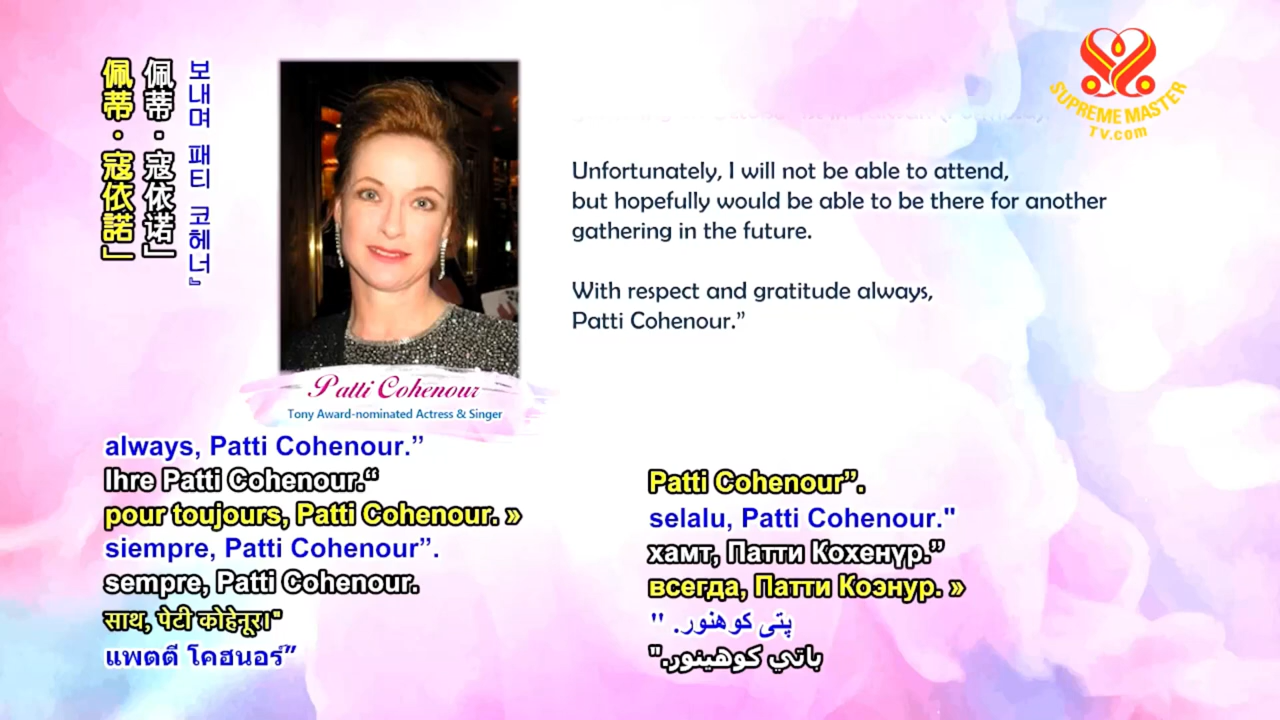 佩蒂·寇依諾」
佩蒂·寇依诺」
보내며 패티 코헤너』
SUPREME MASTER
TV.com
Unfortunately, I will not be able to attend,
but hopefully would be able to be there for another
gathering in the future.
With respect and gratitude always,
Patti Cohenour.”
Patti Cohenour
Tony Award-nominated Actress & Singer
always, Patti Cohenour.”
Ihre Patti Cohenour.“
pour toujours, Patti Cohenour. »
siempre, Patti Cohenour”.
sempre, Patti Cohenour.
साथ, पेटी कोहेनूर।"
แพตตี โคฮนอร์”
Patti Cohenour”.
selalu, Patti Cohenour."
хамт, Патти Кохенүр.”
всегда, Патти Коэнур. »
پتی کوهنور. "
باتي كوهينور."